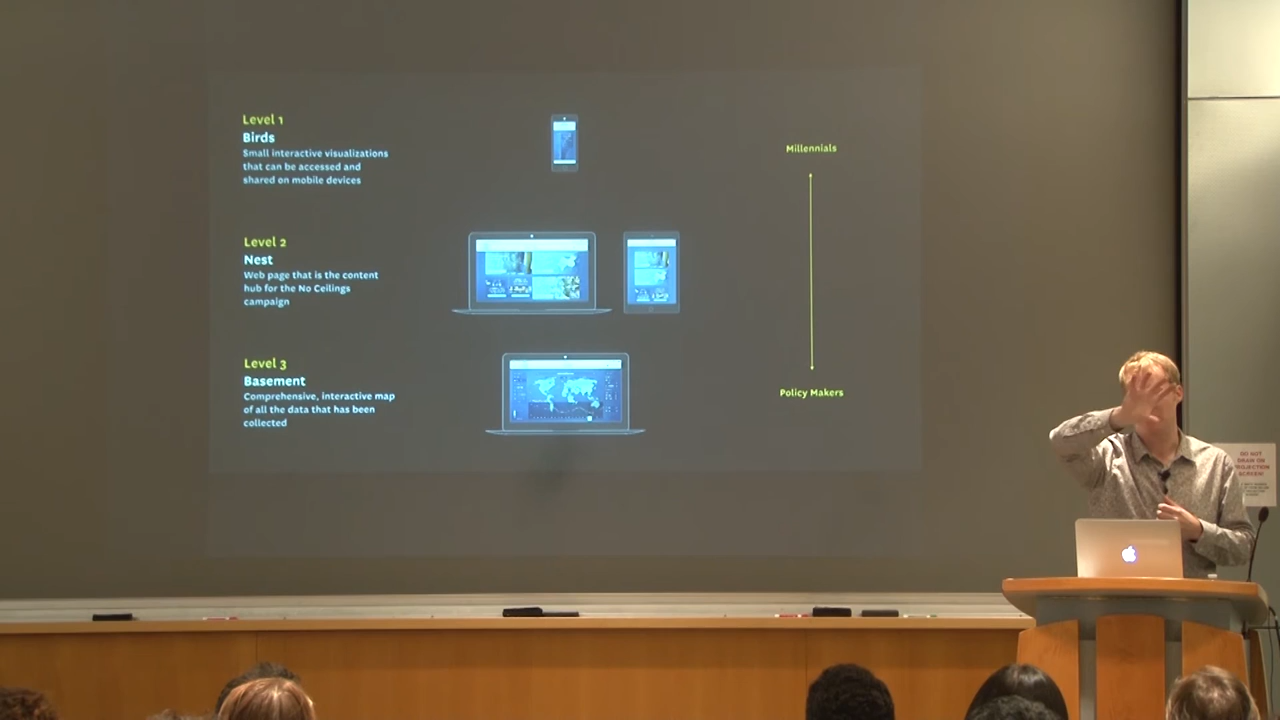 Level 1
Birds
Small interactive visualizations
that can be accessed and
shared on mobile devices
Millennials
Level 2
Nest
Web page that is the content
hub for the No Ceilings
campaign
Level 3
Basement
Comprehensive, interactive map
of all the data that has been
collected
Policy Makers
DO NOT
DRAW ON
PROJECTION
SCREEN!